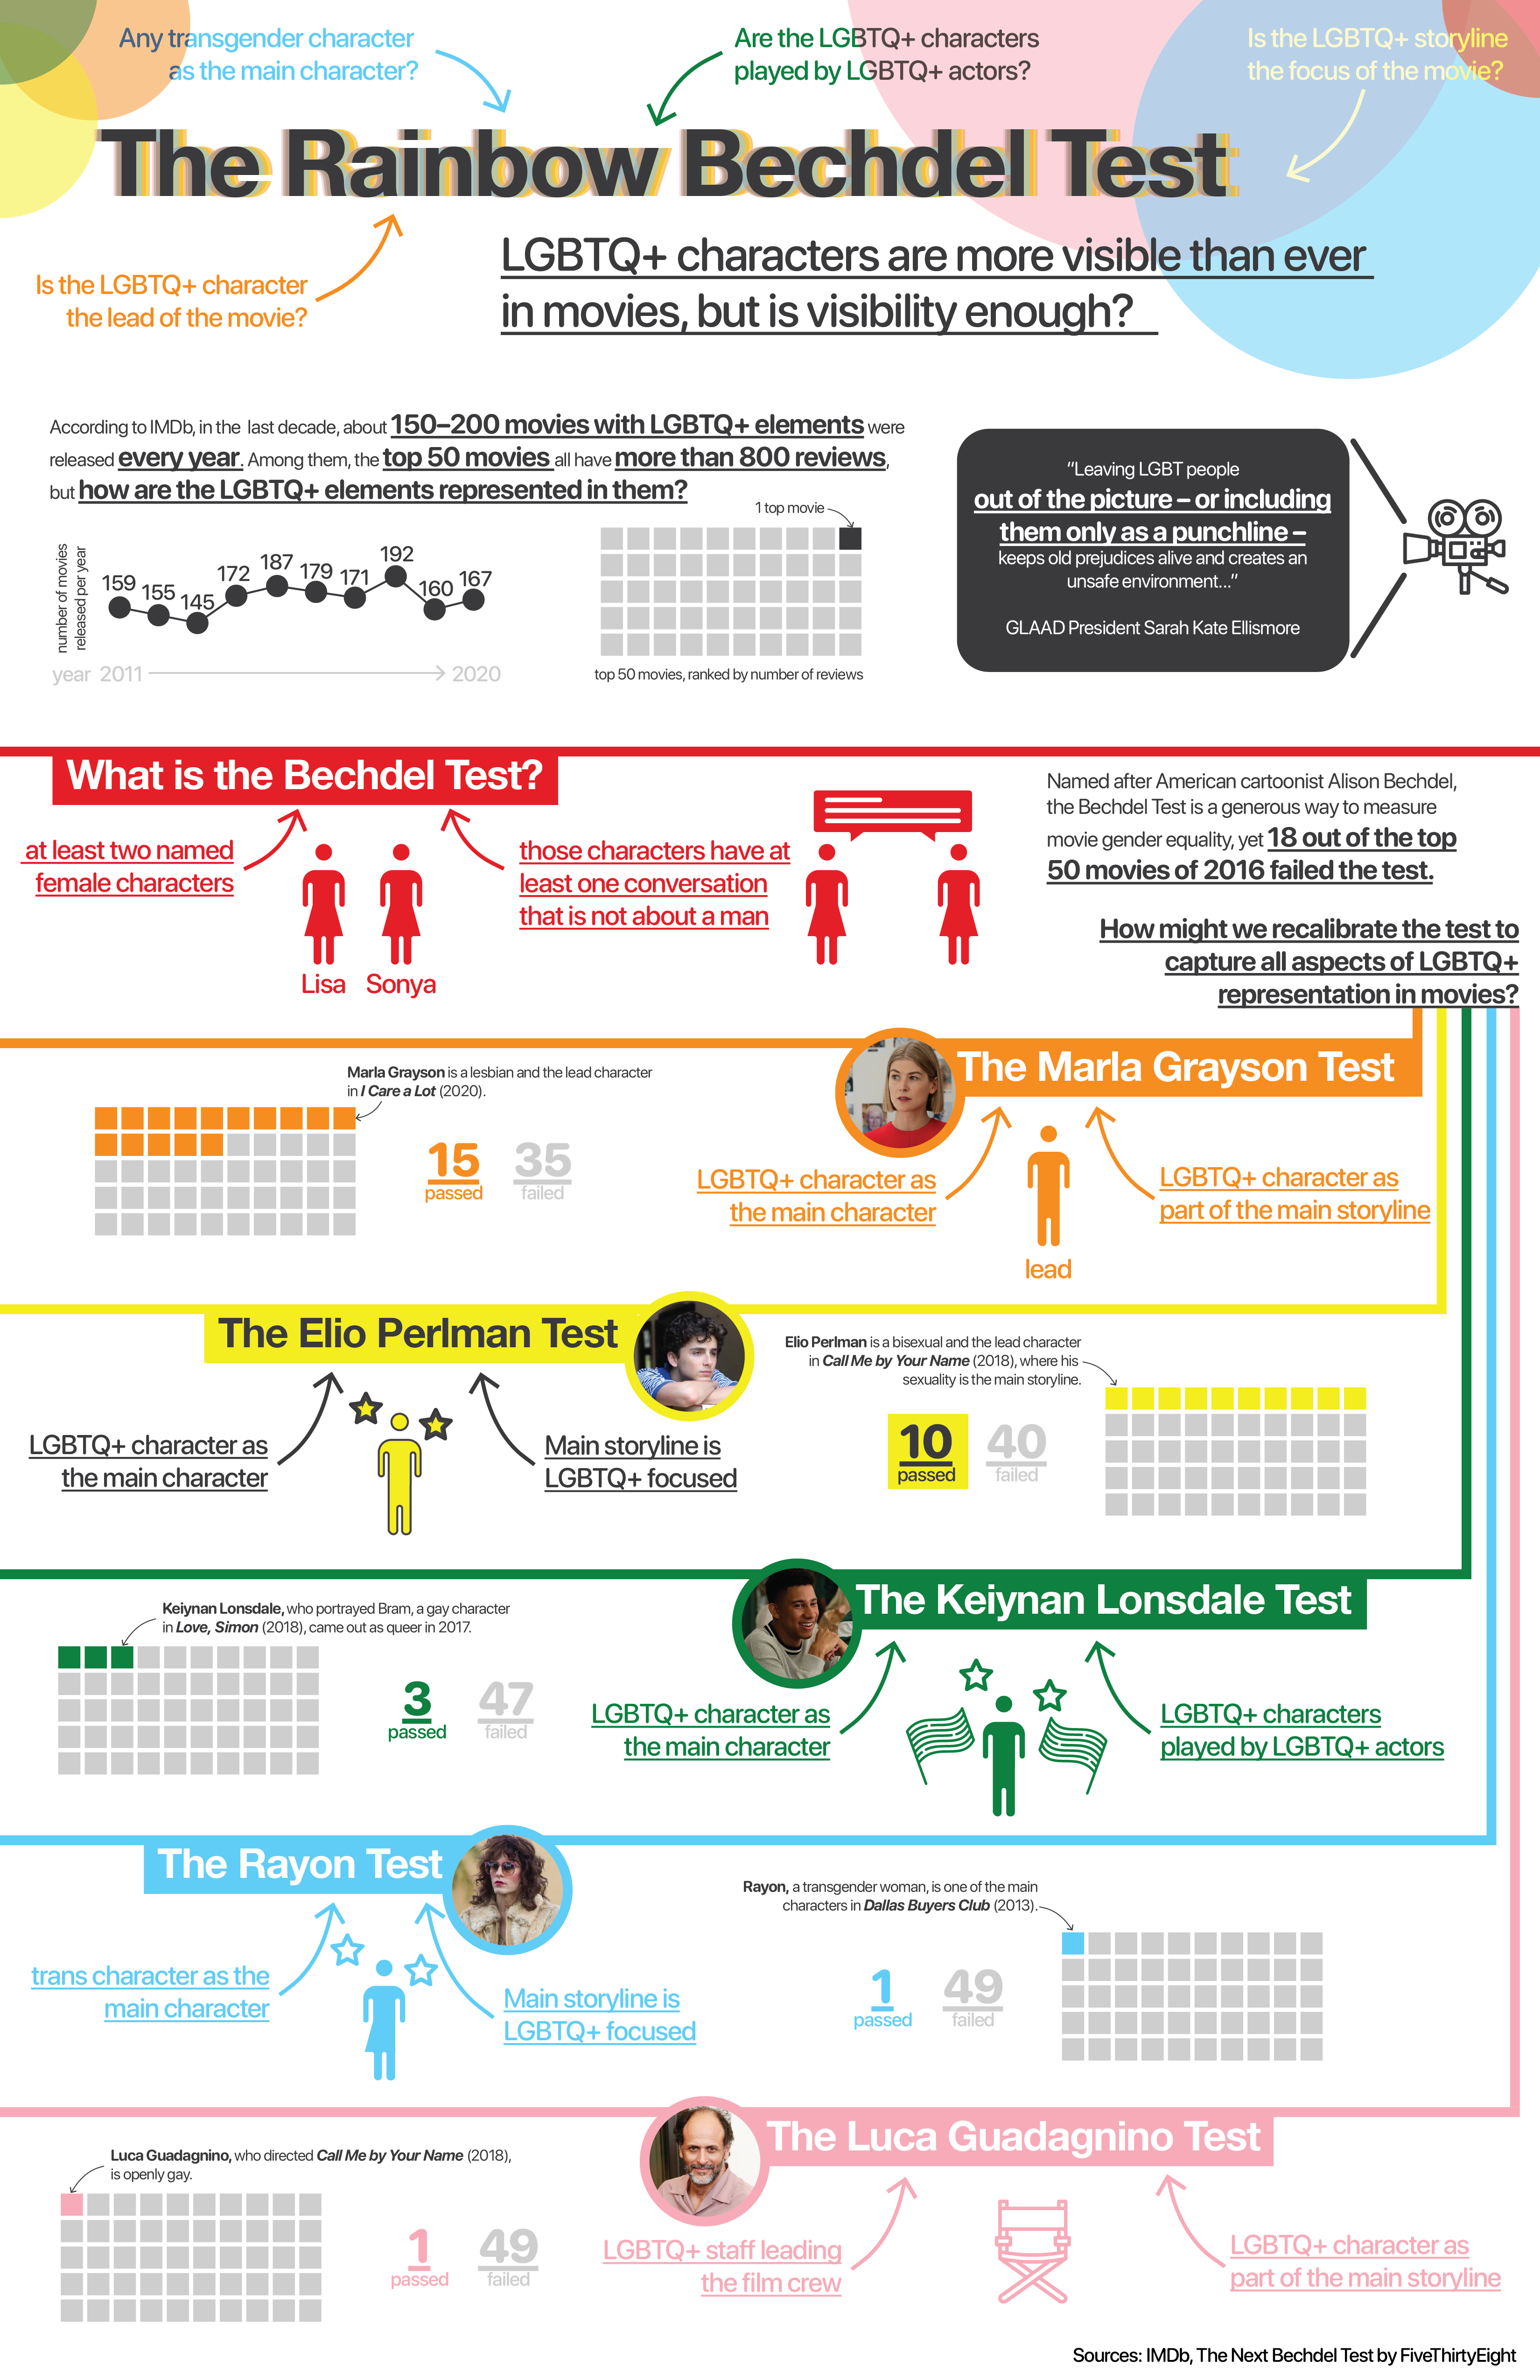 Any transgender character
as the main character?
Are the LGBTQ+ characters
played by LGBTQ+ actors?
Is the LGBTQ+ storyline
the focus of the movie?
The Rainbow Bechdel Test
Is the LGBTQ+ character
the lead of the movie?
LGBTQ+ characters are more visible than ever
in movies, but is visibility enough?
According to IMDb, in the last decade, about 150–200 movies with LGBTQ+ elements were
released every year. Among them, the top 50 movies all have more than 800 reviews,
but how are the LGBTQ+ elements represented in them?
number of movies
released per year
159 155 145 172 187 179 171 192 160 167
year 2011 2020
1 top movie
top 50 movies, ranked by number of reviews
“Leaving LGBT people
out of the picture – or including
them only as a punchline –
keeps old prejudices alive and creates an
unsafe environment...”
GLAAD President Sarah Kate Ellismore
What is the Bechdel Test?
at least two named
female characters
Lisa Sonya
those characters have at
least one conversation
that is not about a man
Named after American cartoonist Alison Bechdel,
the Bechdel Test is a generous way to measure
movie gender equality, yet 18 out of the top
50 movies of 2016 failed the test.
How might we recalibrate the test to
capture all aspects of LGBTQ+
representation in movies?
The Marla Grayson Test
Marla Grayson is a lesbian and the lead character
in I Care a Lot (2020).
15 35
passed failed
LGBTQ+ character as
the main character
lead
LGBTQ+ character as
part of the main storyline
The Elio Perlman Test
LGBTQ+ character as
the main character
Main storyline is
LGBTQ+ focused
Elio Perlman is a bisexual and the lead character
in Call Me by Your Name (2018), where his
sexuality is the main storyline.
10 40
passed failed
The Keiynan Lonsdale Test
Keiynan Lonsdale, who portrayed Bram, a gay character
in Love, Simon (2018), came out as queer in 2017.
3 47
passed failed
LGBTQ+ character as
the main character
LGBTQ+ characters
played by LGBTQ+ actors
The Rayon Test
trans character as the
main character
Main storyline is
LGBTQ+ focused
Rayon, a transgender woman, is one of the main
characters in Dallas Buyers Club (2013).
1 49
passed failed
The Luca Guadagnino Test
Luca Guadagnino, who directed Call Me by Your Name (2018),
is openly gay.
1 49
passed failed
LGBTQ+ staff leading
the film crew
LGBTQ+ character as
part of the main storyline
Sources: IMDb, The Next Bechdel Test by FiveThirtyEight